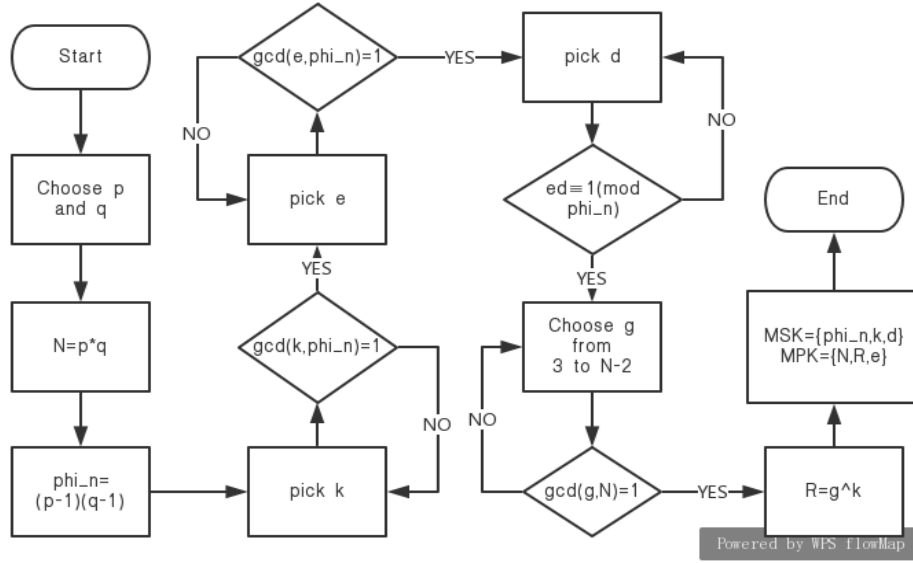 Start
Choose p
and q
N=p*q
phi_n=
(p-1)(q-1)
pick k
gcd(k,phi_n)=1
NO
YES
pick e
gcd(e,phi_n)=1
NO
YES
pick d
ed≡1(mod
phi_n)
NO
YES
Choose g
from
3 to N-2
gcd(g,N)=1
NO
YES
R=g^k
MSK={phi_n,k,d}
MPK={N,R,e}
End
Powered by WPS flowMap